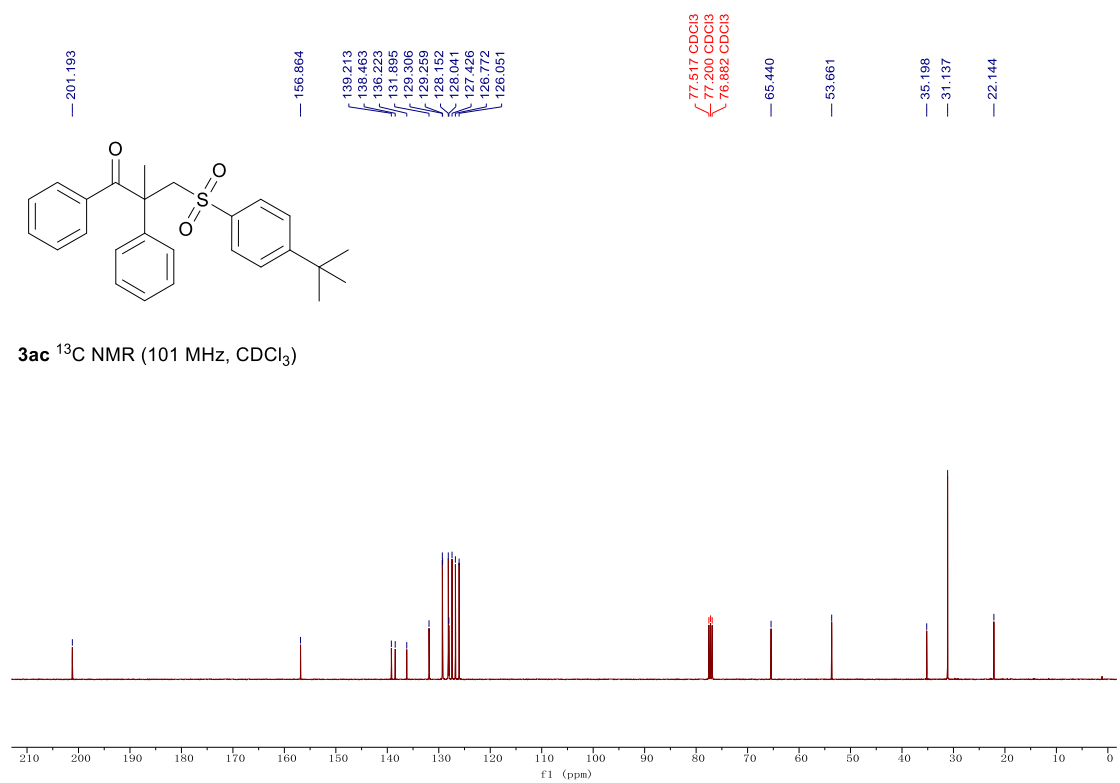 201.193
156.864
139.213
138.463
136.223
131.895
129.306
129.259
128.152
128.041
127.426
126.772
126.051
77.517 CDCl3
77.200 CDCl3
76.882 CDCl3
65.440
53.661
35.198
31.137
22.144
O
O
S
O
3ac ¹³C NMR (101 MHz, CDCl₃)
210 200 190 180 170 160 150 140 130 120 110 100 90 80 70 60 50 40 30 20 10 0
f1 (ppm)